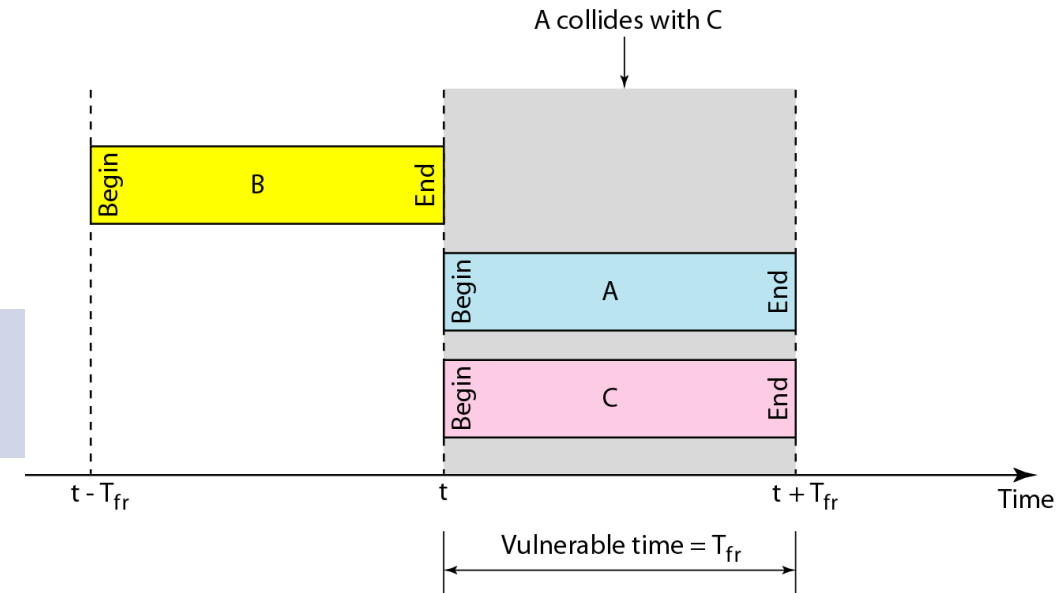 A collides with C
Begin B End
Begin A End
Begin C End
t - Tfr t t + Tfr Time
Vulnerable time = Tfr